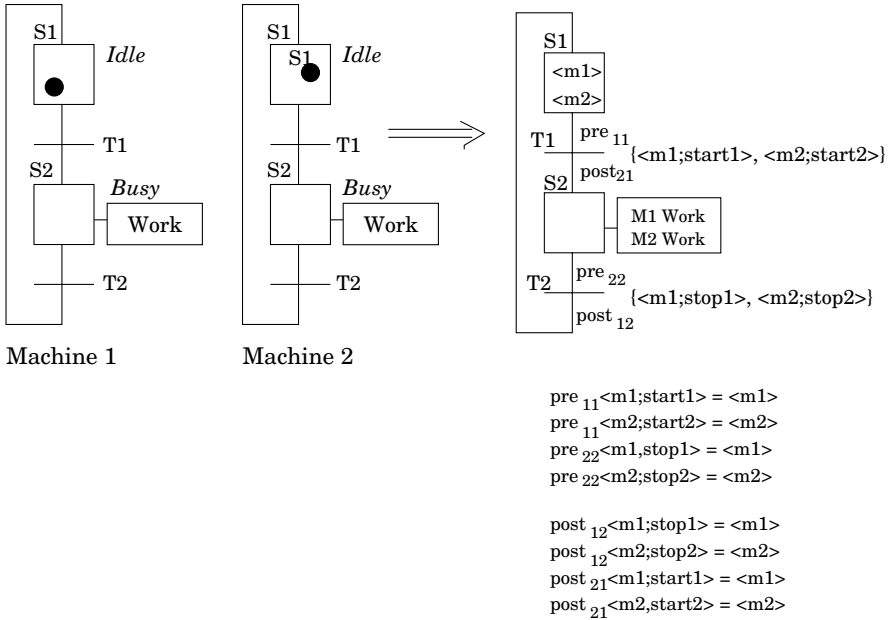 S1
Idle
T1
S2
Busy
Work
T2
Machine 1
S1
S1
Idle
T1
S2
Busy
Work
T2
Machine 2
S1
<m1>
<m2>
pre 11
T1
{<m1;start1>, <m2;start2>}
post 21
S2
M1 Work
M2 Work
pre 22
T2
{<m1;stop1>, <m2;stop2>}
post 12
pre 11 <m1;start1> = <m1>
pre 11 <m2;start2> = <m2>
pre 22 <m1,stop1> = <m1>
pre 22 <m2;stop2> = <m2>
post 12 <m1;stop1> = <m1>
post 12 <m2;stop2> = <m2>
post 21 <m1;start1> = <m1>
post 21 <m2,start2> = <m2>